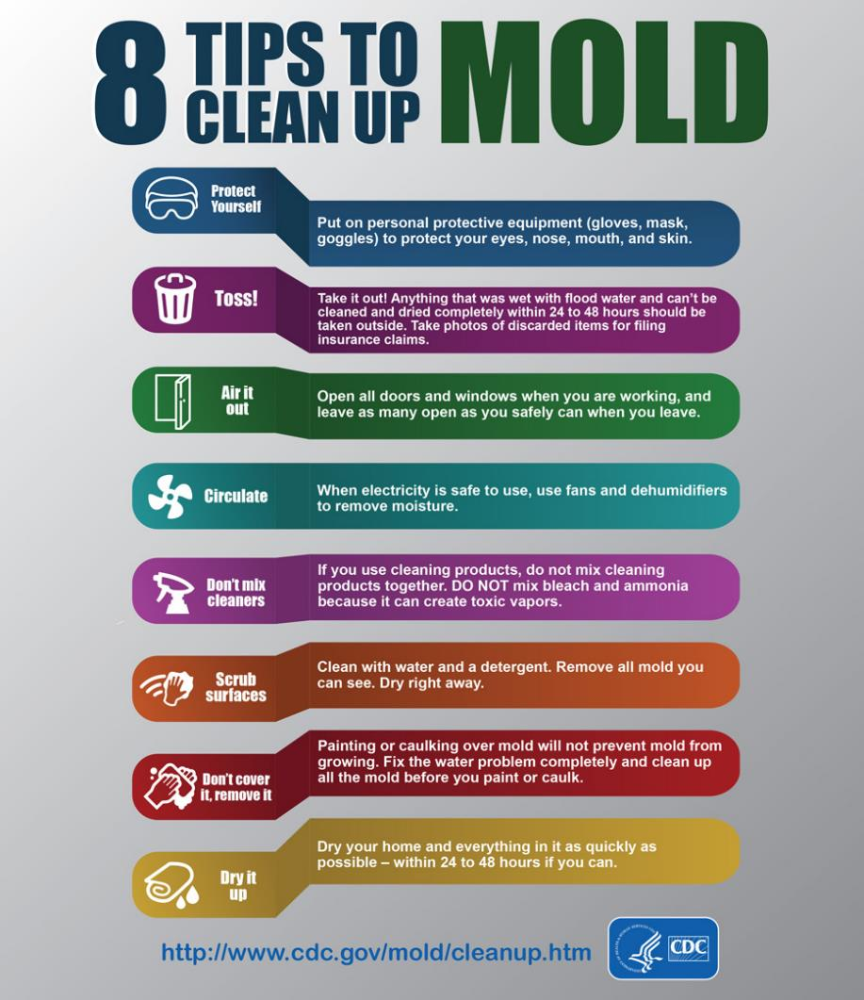 8 TIPS TO CLEAN UP MOLD
Protect
Yourself
Put on personal protective equipment (gloves, mask,
goggles) to protect your eyes, nose, mouth, and skin.
Toss!
Take it out! Anything that was wet with flood water and can't be
cleaned and dried completely within 24 to 48 hours should be
taken outside. Take photos of discarded items for filing
insurance claims.
Air it
out
Open all doors and windows when you are working, and
leave as many open as you safely can when you leave.
Circulate
When electricity is safe to use, use fans and dehumidifiers
to remove moisture.
Don't mix
cleaners
If you use cleaning products, do not mix cleaning
products together. DO NOT mix bleach and ammonia
because it can create toxic vapors.
Scrub
surfaces
Clean with water and a detergent. Remove all mold you
can see. Dry right away.
Don't cover
it, remove it
Painting or caulking over mold will not prevent mold from
growing. Fix the water problem completely and clean up
all the mold before you paint or caulk.
Dry it
up
Dry your home and everything in it as quickly as
possible – within 24 to 48 hours if you can.
http://www.cdc.gov/mold/cleanup.htm
CDC